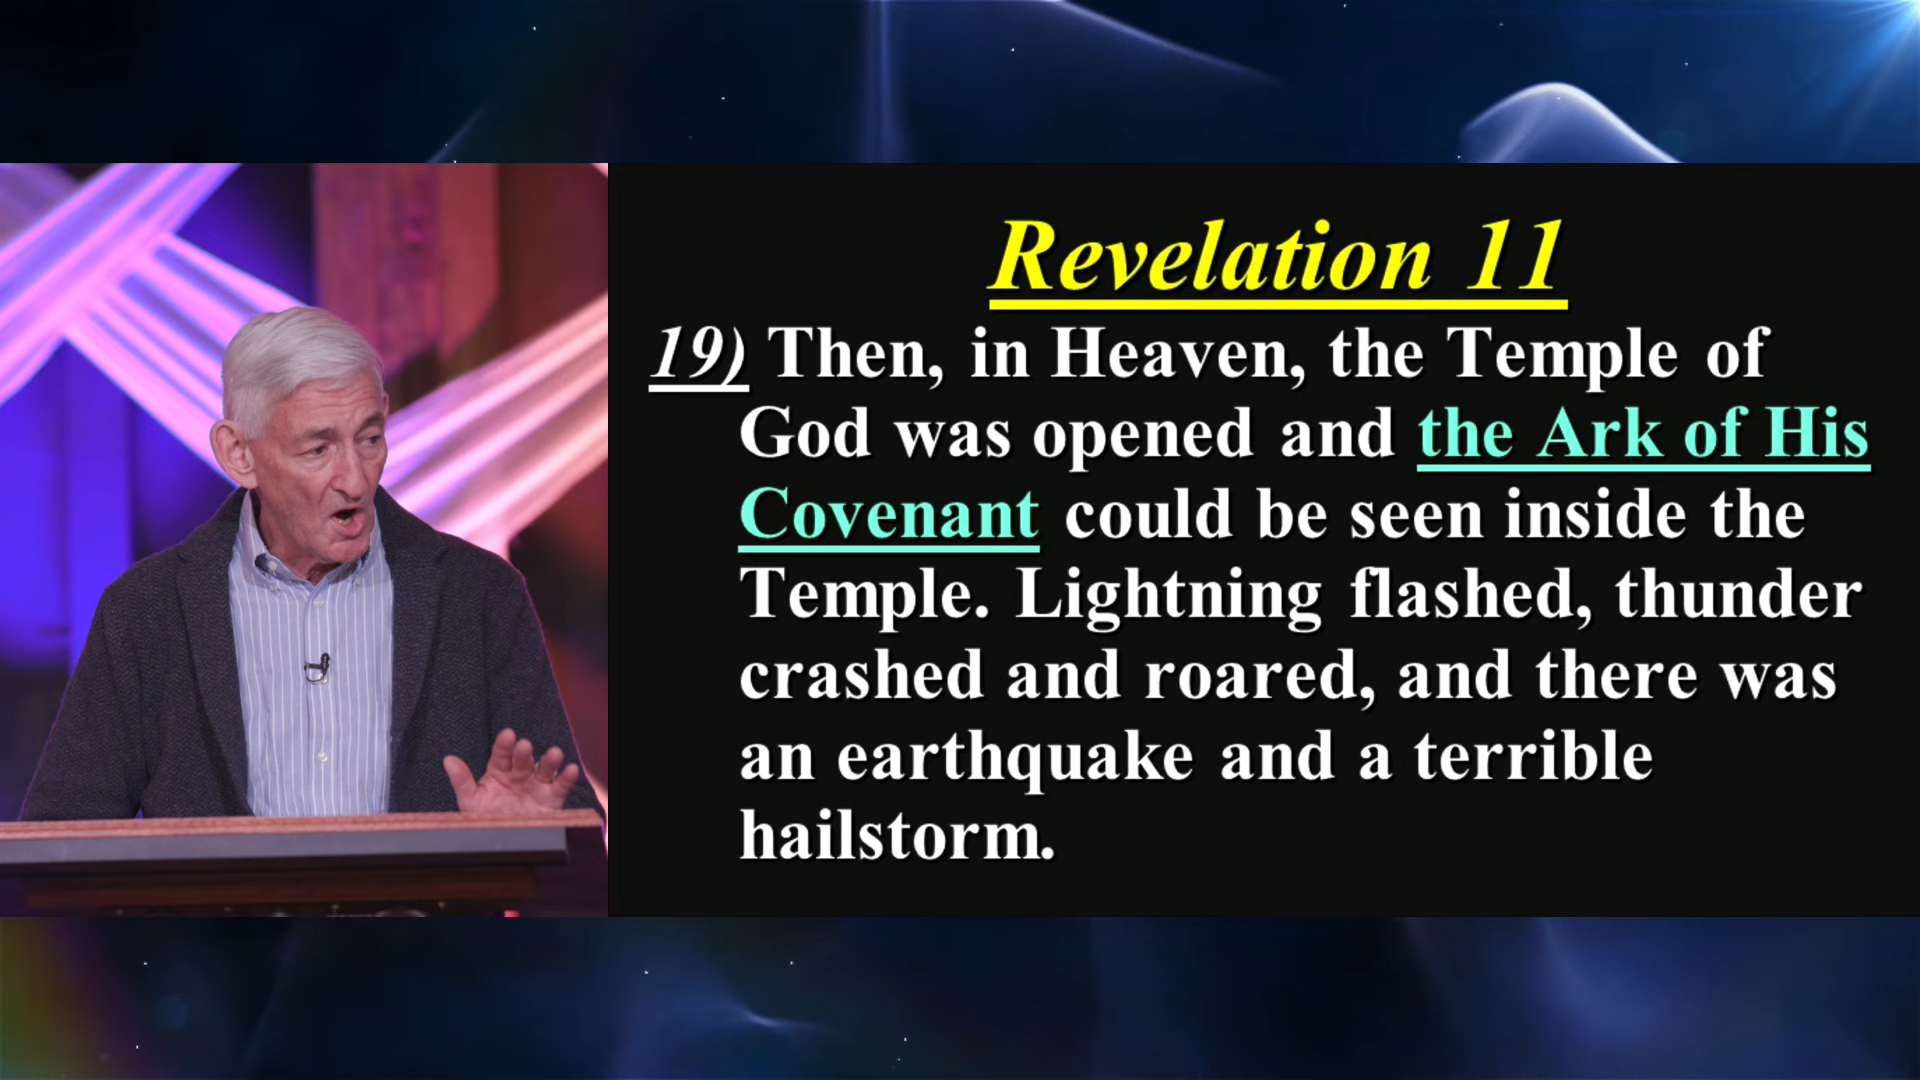 Revelation 11
19) Then, in Heaven, the Temple of
God was opened and the Ark of His
Covenant could be seen inside the
Temple. Lightning flashed, thunder
crashed and roared, and there was
an earthquake and a terrible
hailstorm.